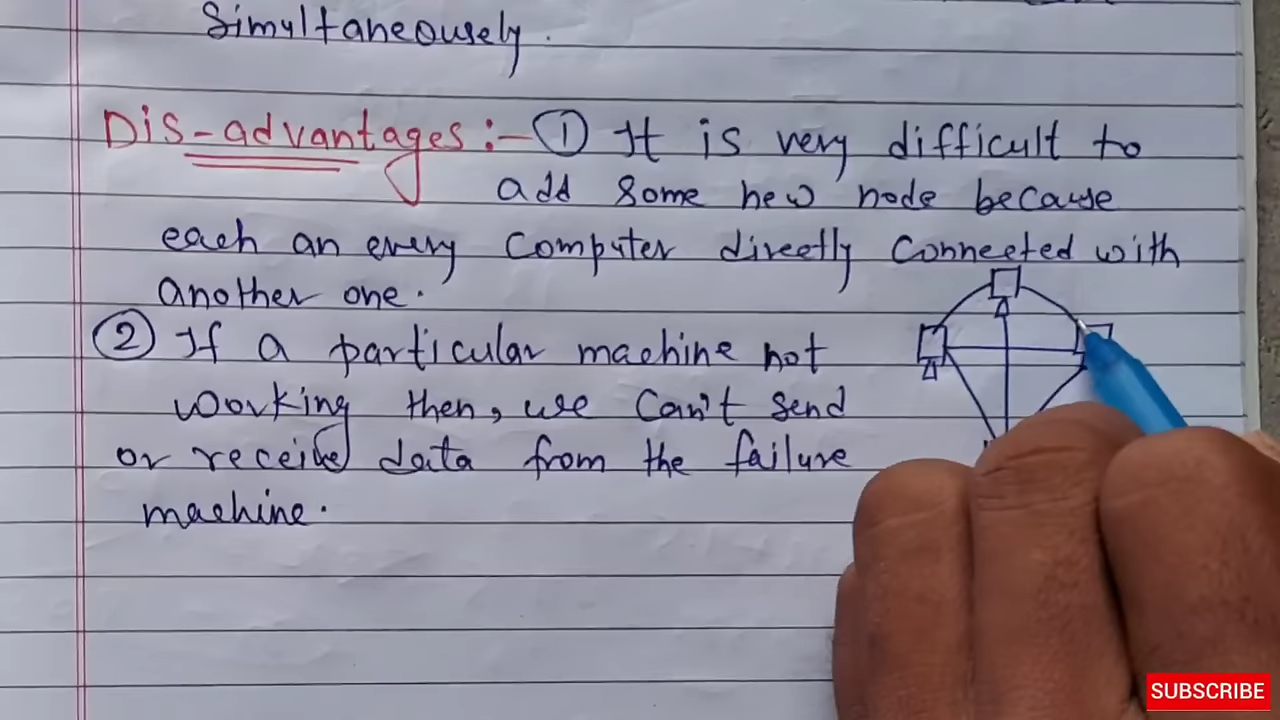 Simultaneousely.
Dis-advantages :- ① It is very difficult to
add some new node because
each an every computer directly connected with
another one.
② If a particular machine not
working then, we can't send
or receive data from the failure
machine.
SUBSCRIBE